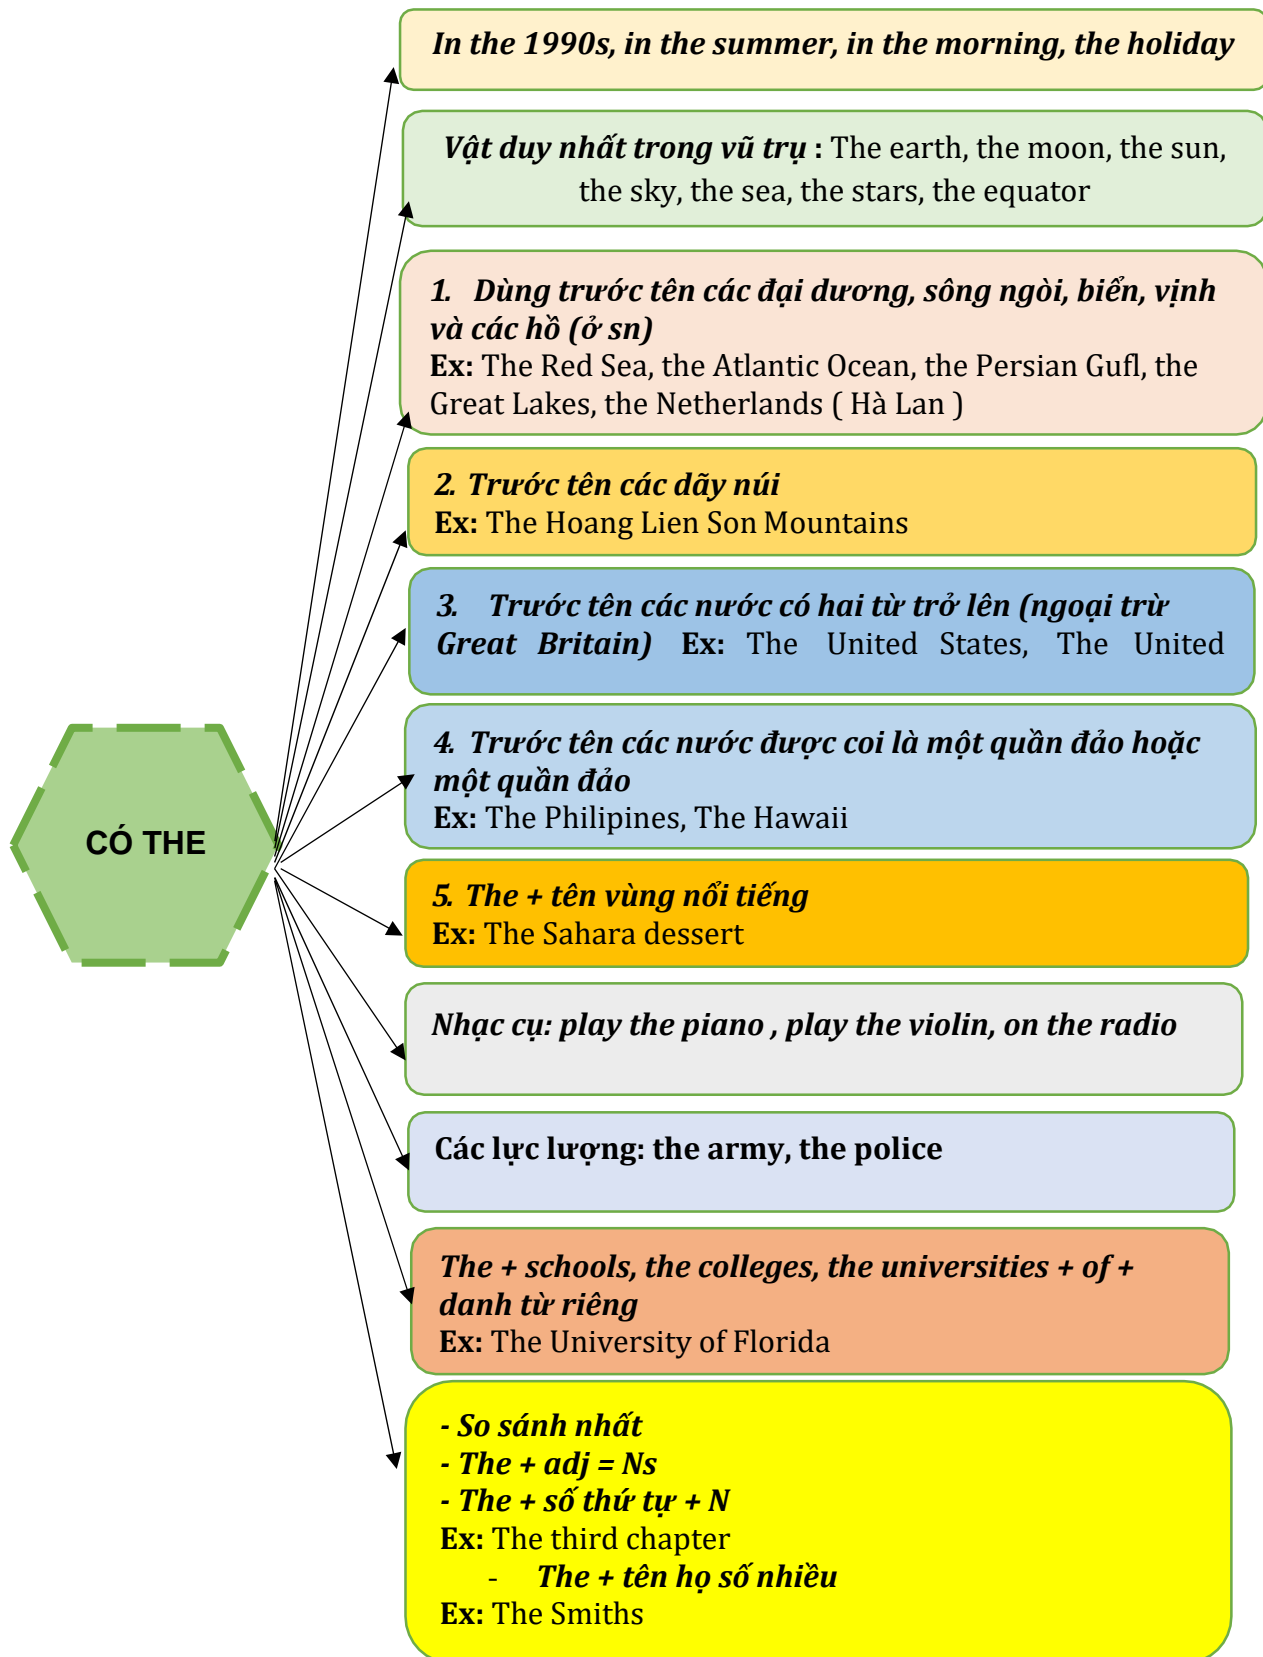 In the 1990s, in the summer, in the morning, the holiday
Vật duy nhất trong vũ trụ : The earth, the moon, the sun,
the sky, the sea, the stars, the equator
1. Dùng trước tên các đại dương, sông ngòi, biển, vịnh
và các hồ (ở sn)
Ex: The Red Sea, the Atlantic Ocean, the Persian Gufl, the
Great Lakes, the Netherlands ( Hà Lan )
2. Trước tên các dãy núi
Ex: The Hoang Lien Son Mountains
3. Trước tên các nước có hai từ trở lên (ngoại trừ
Great Britain) Ex: The United States, The United
4. Trước tên các nước được coi là một quần đảo hoặc
một quần đảo
Ex: The Philipines, The Hawaii
CÓ THE
5. The + tên vùng nổi tiếng
Ex: The Sahara dessert
Nhạc cụ: play the piano , play the violin, on the radio
Các lực lượng: the army, the police
The + schools, the colleges, the universities + of +
danh từ riêng
Ex: The University of Florida
- So sánh nhất
- The + adj = Ns
- The + số thứ tự + N
Ex: The third chapter
- The + tên họ số nhiều
Ex: The Smiths